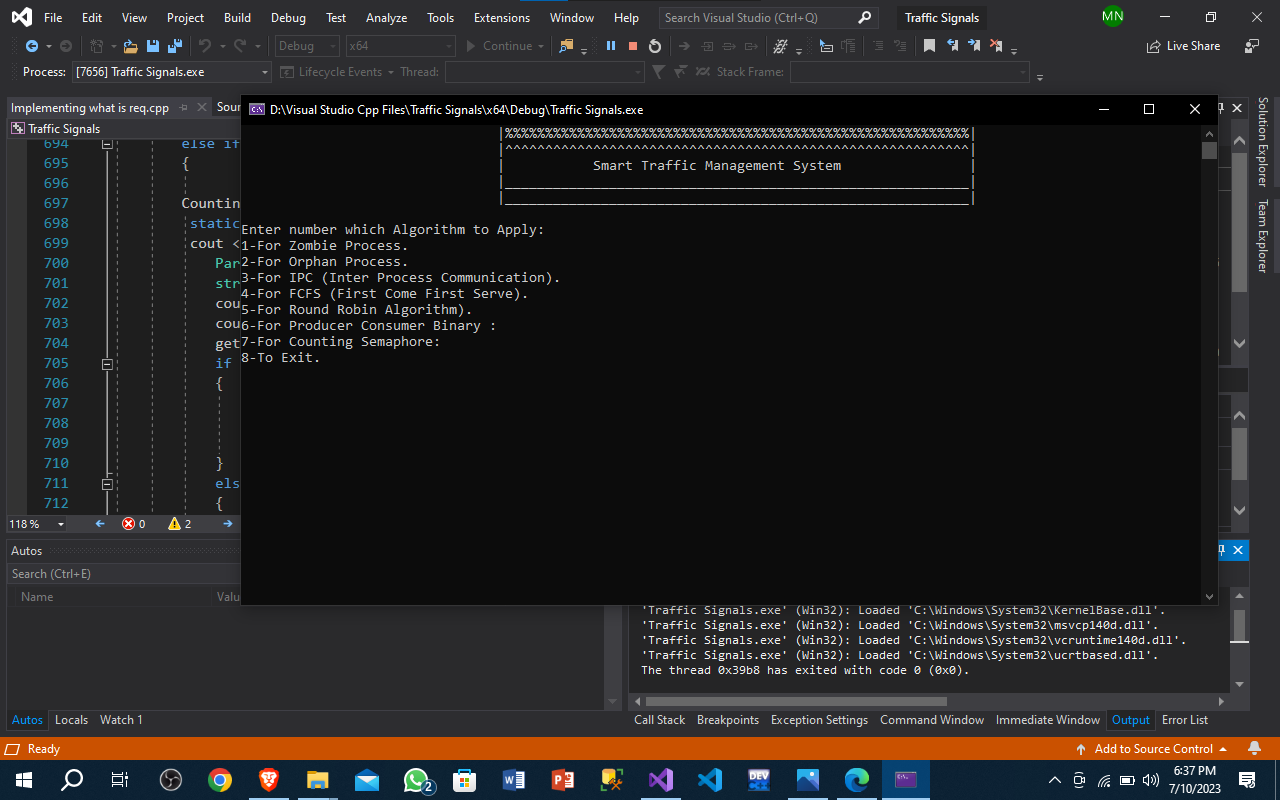 File Edit View Project Build Debug Test Analyze Tools Extensions Window Help Search Visual Studio (Ctrl+Q) Traffic Signals MN
Debug x64 Continue Live Share
Process: [7656] Traffic Signals.exe Lifecycle Events Thread: Stack Frame:
Implementing what is req.cpp Sour
Traffic Signals
D:\Visual Studio Cpp Files\Traffic Signals\x64\Debug\Traffic Signals.exe
|%%%%%%%%%%%%%%%%%%%%%%%%%%%%%%%%%%%%%%%%%%%%%%%%%%%%%%%%%%|
|^^^^^^^^^^^^^^^^^^^^^^^^^^^^^^^^^^^^^^^^^^^^^^^^^^^^^^^^^^|
| Smart Traffic Management System |
|__________________________________________________________|
|__________________________________________________________|
Enter number which Algorithm to Apply:
1-For Zombie Process.
2-For Orphan Process.
3-For IPC (Inter Process Communication).
4-For FCFS (First Come First Serve).
5-For Round Robin Algorithm).
6-For Producer Consumer Binary :
7-For Counting Semaphore:
8-To Exit.
694 else if
695 {
696
697 Countin
698 static
699 cout <
700 Par
701 str
702 cou
703 cou
704 get
705 if
706 {
707
708
709
710 }
711 els
712 {
Solution Explorer
Team Explorer
118 % 0 2
Autos
Search (Ctrl+E)
Name Valu
'Traffic Signals.exe' (Win32): Loaded 'C:\Windows\System32\KernelBase.dll'.
'Traffic Signals.exe' (Win32): Loaded 'C:\Windows\System32\msvcp140d.dll'.
'Traffic Signals.exe' (Win32): Loaded 'C:\Windows\System32\vcruntime140d.dll'.
'Traffic Signals.exe' (Win32): Loaded 'C:\Windows\System32\ucrtbased.dll'.
The thread 0x39b8 has exited with code 0 (0x0).
Autos Locals Watch 1
Call Stack Breakpoints Exception Settings Command Window Immediate Window Output Error List
Ready Add to Source Control
2
DEV
6:37 PM
7/10/2023